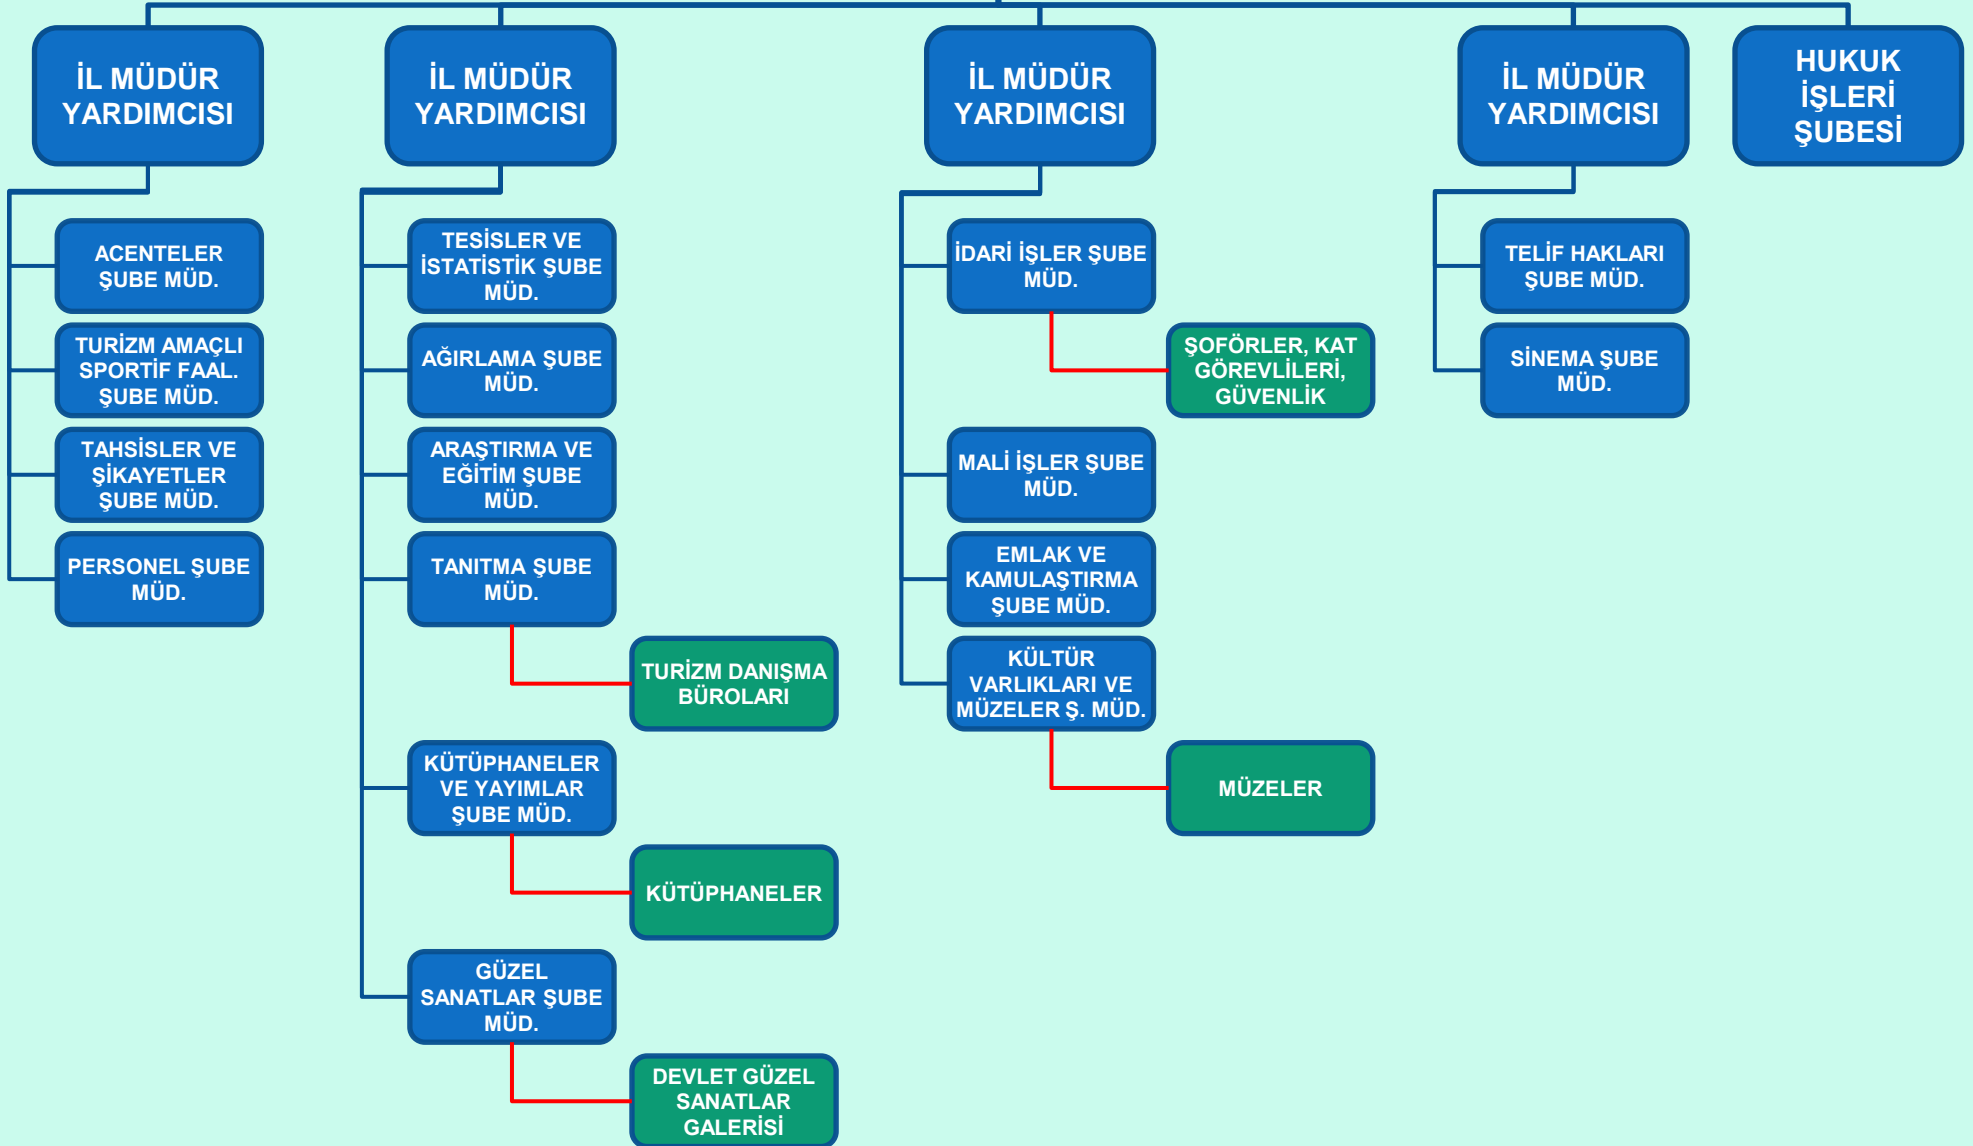 İL MÜDÜR
YARDIMCISI
İL MÜDÜR
YARDIMCISI
İL MÜDÜR
YARDIMCISI
İL MÜDÜR
YARDIMCISI
HUKUK
İŞLERİ
ŞUBESİ
ACENTELER
ŞUBE MÜD.
TURİZM AMAÇLI
SPORTİF FAAL.
ŞUBE MÜD.
TAHSİSLER VE
ŞİKAYETLER
ŞUBE MÜD.
PERSONEL ŞUBE
MÜD.
TESİSLER VE
İSTATİSTİK ŞUBE
MÜD.
AĞIRLAMA ŞUBE
MÜD.
ARAŞTIRMA VE
EĞİTİM ŞUBE
MÜD.
TANITMA ŞUBE
MÜD.
TURİZM DANIŞMA
BÜROLARI
KÜTÜPHANELER
VE YAYIMLAR
ŞUBE MÜD.
KÜTÜPHANELER
GÜZEL
SANATLAR ŞUBE
MÜD.
DEVLET GÜZEL
SANATLAR
GALERİSİ
İDARİ İŞLER ŞUBE
MÜD.
ŞOFÖRLER, KAT
GÖREVLİLERİ,
GÜVENLİK
MALİ İŞLER ŞUBE
MÜD.
EMLAK VE
KAMULAŞTIRMA
ŞUBE MÜD.
KÜLTÜR
VARLIKLARI VE
MÜZELER Ş. MÜD.
MÜZELER
TELİF HAKLARI
ŞUBE MÜD.
SİNEMA ŞUBE
MÜD.